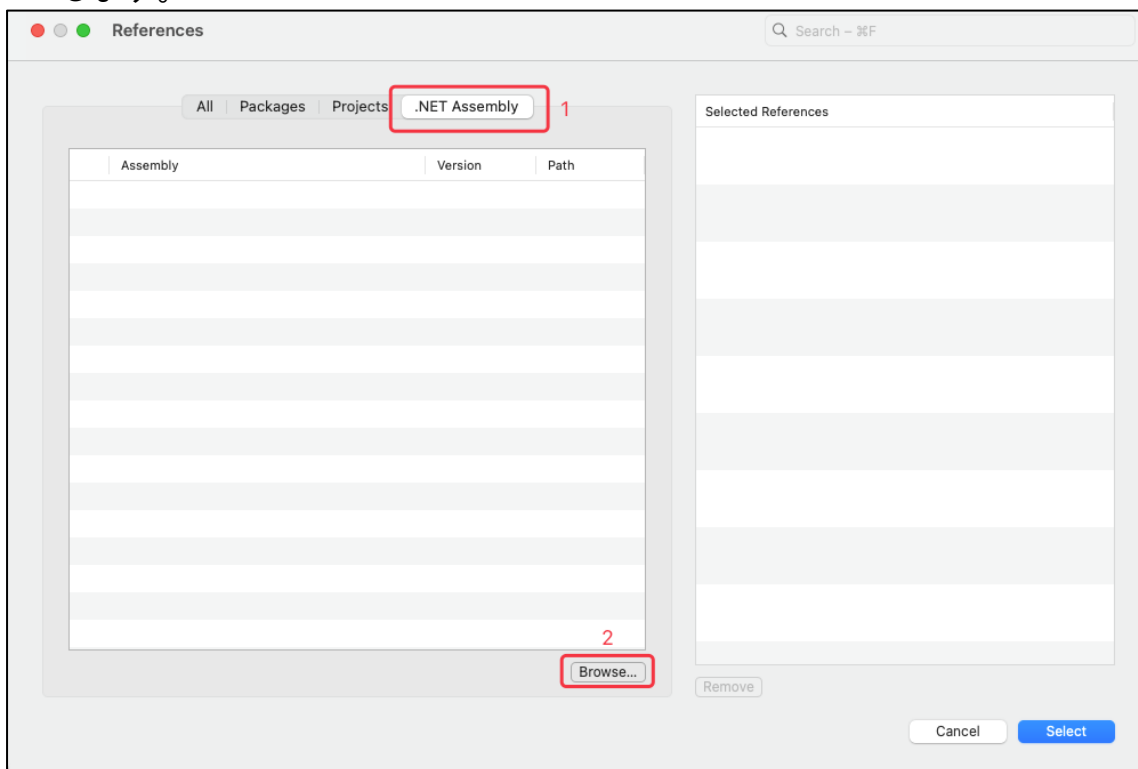 References
Search – ⌘F
All Packages Projects .NET Assembly 1
Selected References
Assembly Version Path
2
Browse...
Remove
Cancel Select